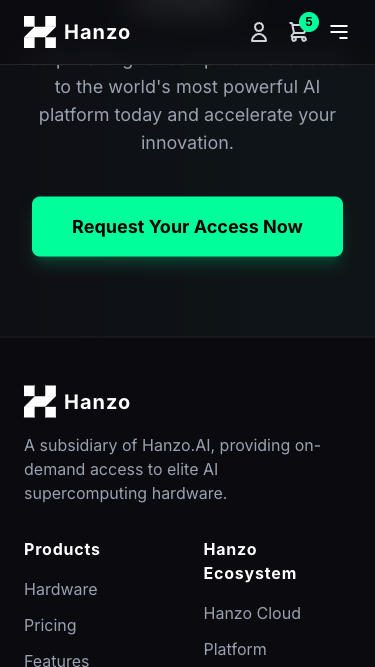 Hanzo
5
to the world's most powerful AI
platform today and accelerate your
innovation.
Request Your Access Now
Hanzo
A subsidiary of Hanzo.AI, providing on-
demand access to elite AI
supercomputing hardware.
Products
Hardware
Pricing
Features
Hanzo
Ecosystem
Hanzo Cloud
Platform